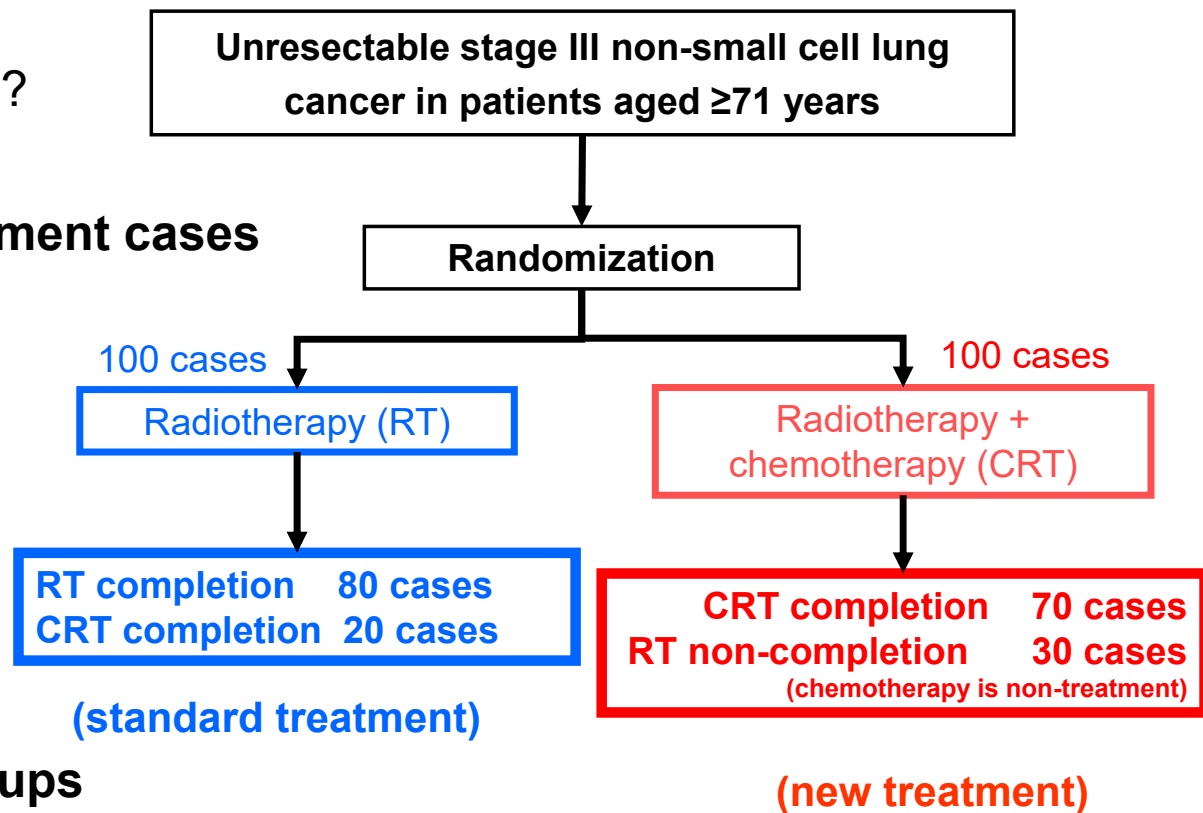 Unresectable stage III non-small cell lung
cancer in patients aged ≥71 years
?
ment cases
Randomization
100 cases
100 cases
Radiotherapy (RT)
Radiotherapy +
chemotherapy (CRT)
RT completion 80 cases
CRT completion 20 cases
CRT completion 70 cases
RT non-completion 30 cases
(chemotherapy is non-treatment)
(standard treatment)
ups
(new treatment)